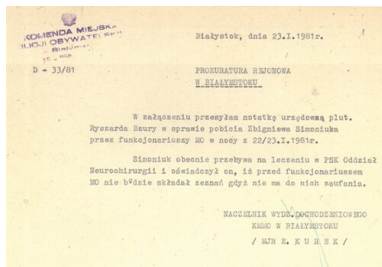 KOMENDA MIEJSKA
MILICJI OBYWATELSKIEJ
Białystok, dnia 23.I.1981r.
D - 33/81
PROKURATURA REJONOWA
W BIAŁYMSTOKU
W załączeniu przesyłam notatkę urzędową plut.
Ryszarda Bzury w sprawie pobicia Zbigniewa Simoniuka
przez funkcjonariuszy MO w nocy z 22/23.I.1981r.
Simoniuk obecnie przebywa na leczeniu w PSK Oddział
Neurochirurgii i oświadczył on, iż przed funkcjonariuszem
MO nie będzie składał zeznań gdyż nie ma do nich zaufania.
NACZELNIK WYDZ.DOCHODZENIOWEGO
KMMO W BIAŁYMSTOKU
/ MJR E. KUREK /